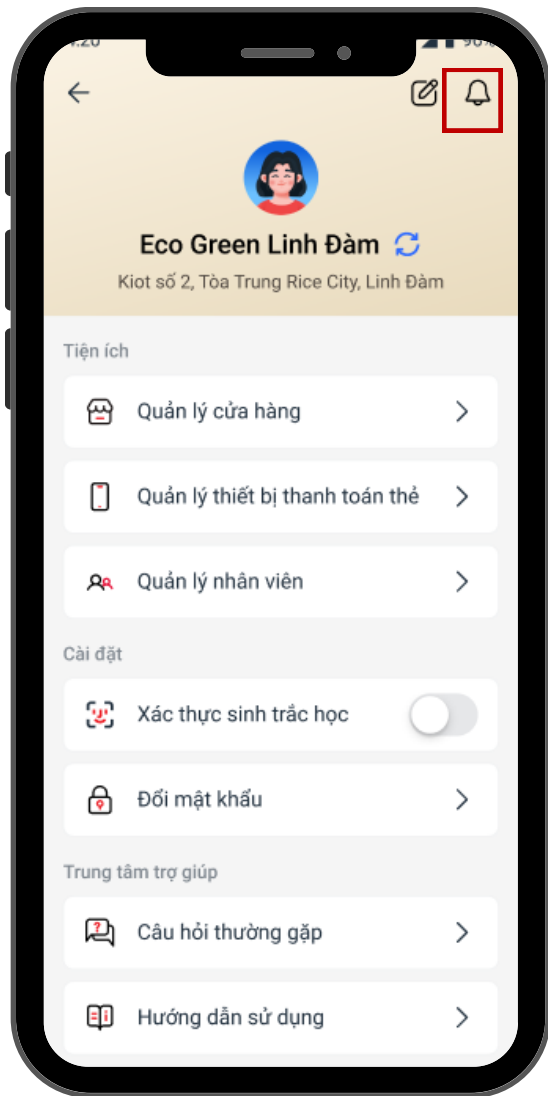 Eco Green Linh Đàm
Kiot số 2, Tòa Trung Rice City, Linh Đàm
Tiện ích
Quản lý cửa hàng
Quản lý thiết bị thanh toán thẻ
Quản lý nhân viên
Cài đặt
Xác thực sinh trắc học
Đổi mật khẩu
Trung tâm trợ giúp
Câu hỏi thường gặp
Hướng dẫn sử dụng